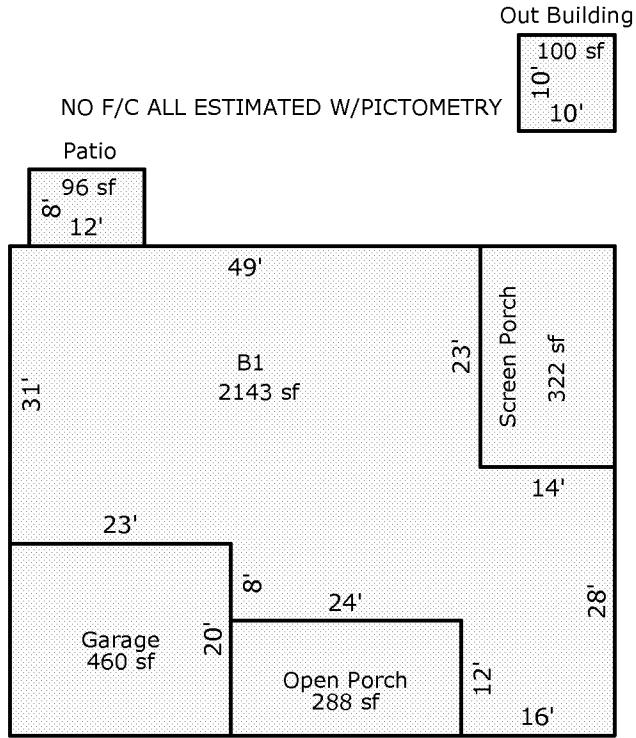 Out Building
100 sf
10'
10'
NO F/C ALL ESTIMATED W/PICTOMETRY
Patio
96 sf
8'
12'
49'
Screen Porch
322 sf
23'
B1
2143 sf
31'
14'
23'
8'
24'
28'
Garage
460 sf
20'
Open Porch
288 sf
12'
16'